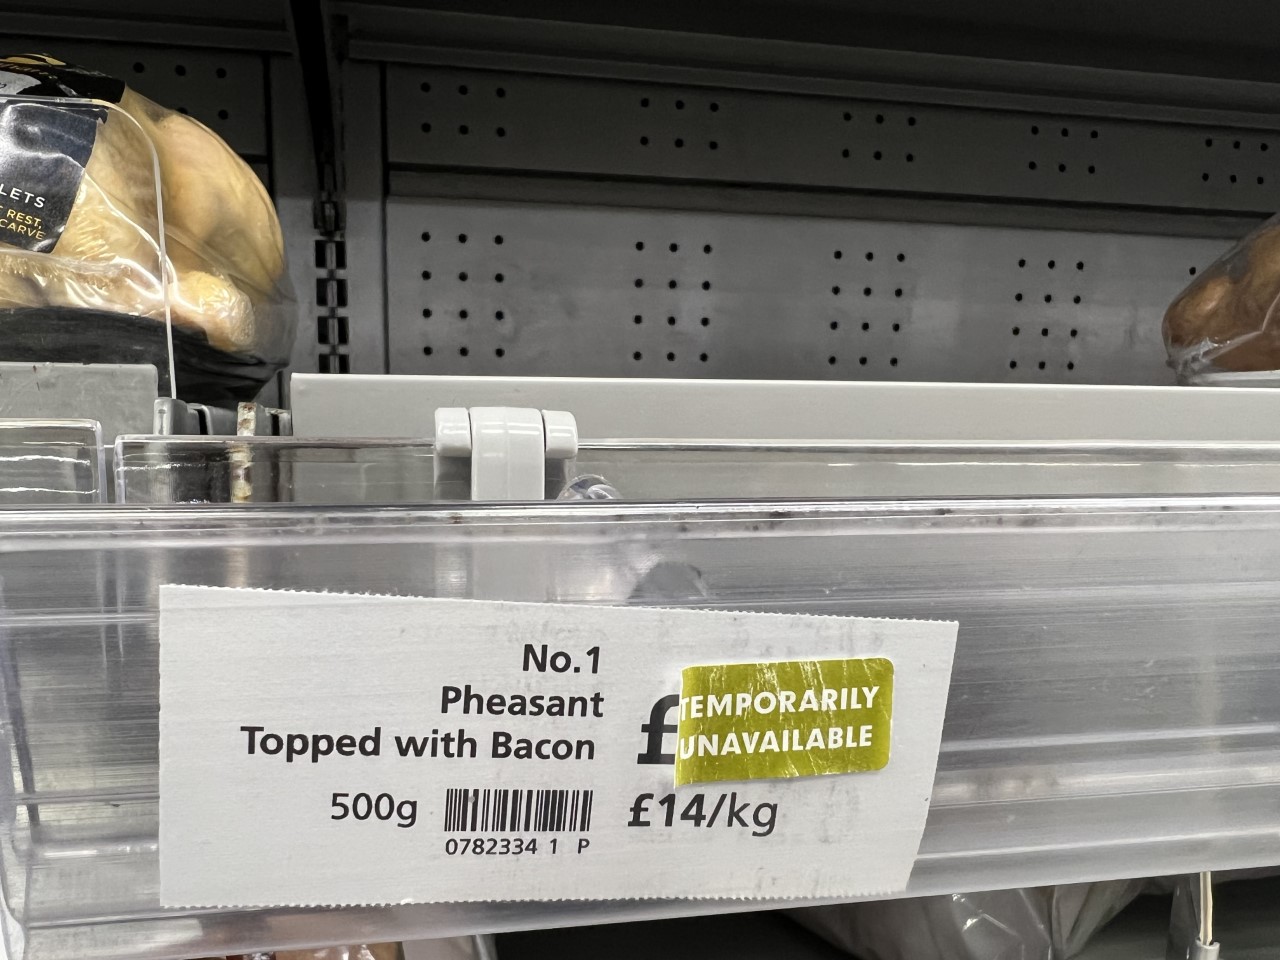 LETS
REST,
CARVE
No.1
Pheasant
Topped with Bacon
500g
0782334 1 P
£
TEMPORARILY
UNAVAILABLE
£14/kg